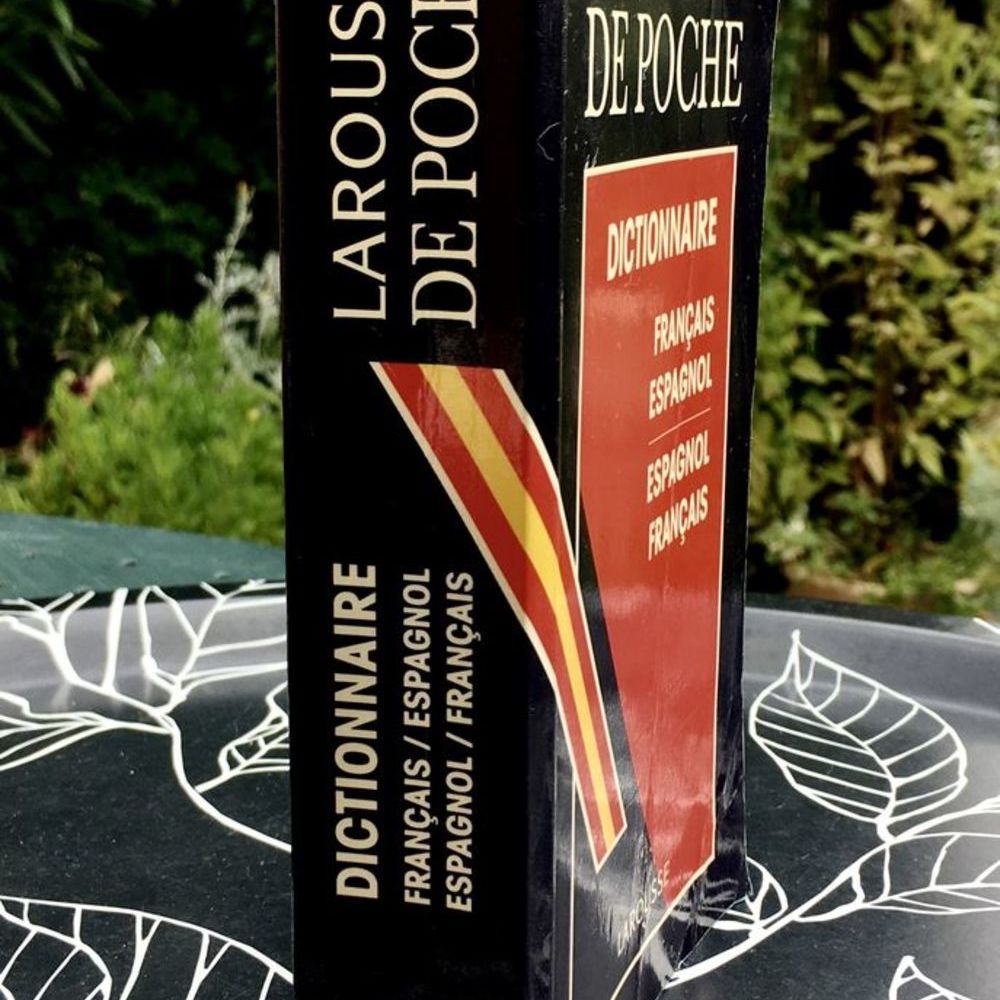 LAROUS
DE POCH
DICTIONNAIRE
FRANÇAIS / ESPAGNOL
ESPAGNOL / FRANÇAIS
DE POCHE
DICTIONNAIRE
FRANÇAIS
ESPAGNOL
ESPAGNOL
FRANÇAIS
LAROUSSE